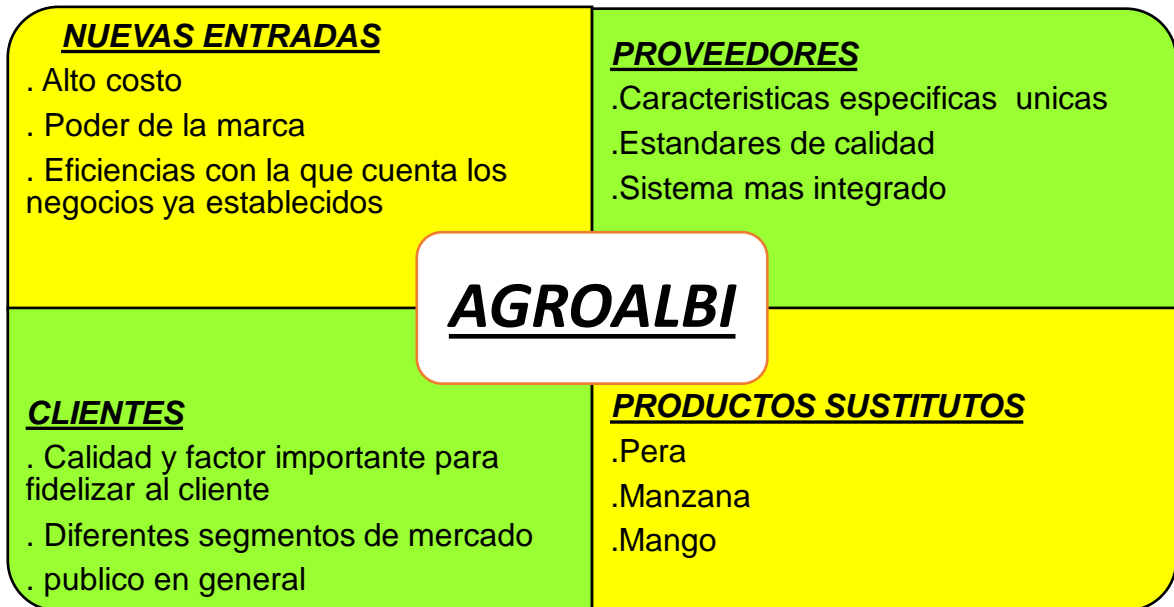 NUEVAS ENTRADAS
. Alto costo
. Poder de la marca
. Eficiencias con la que cuenta los
negocios ya establecidos
PROVEEDORES
.Caracteristicas especificas unicas
.Estandares de calidad
.Sistema mas integrado
AGROALBI
CLIENTES
. Calidad y factor importante para
fidelizar al cliente
. Diferentes segmentos de mercado
. publico en general
PRODUCTOS SUSTITUTOS
.Pera
.Manzana
.Mango